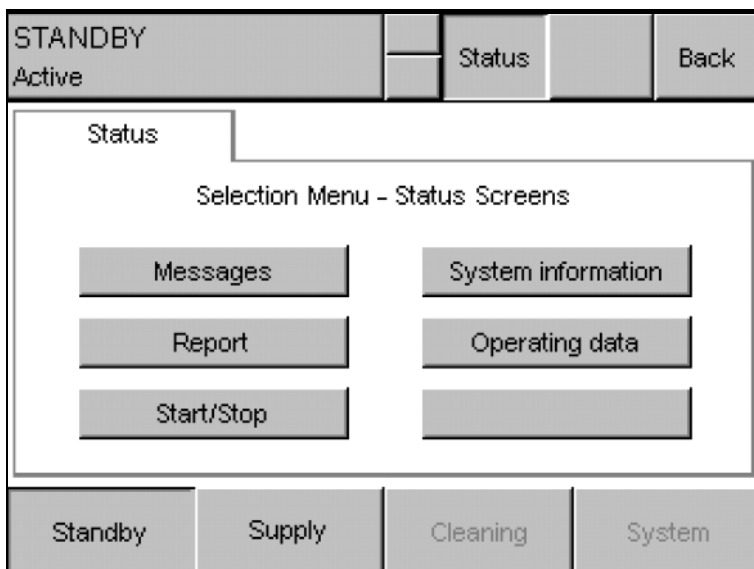 STANDBY
Active
Status
Back
Status
Selection Menu - Status Screens
Messages
System information
Report
Operating data
Start/Stop
Standby
Supply
Cleaning
System